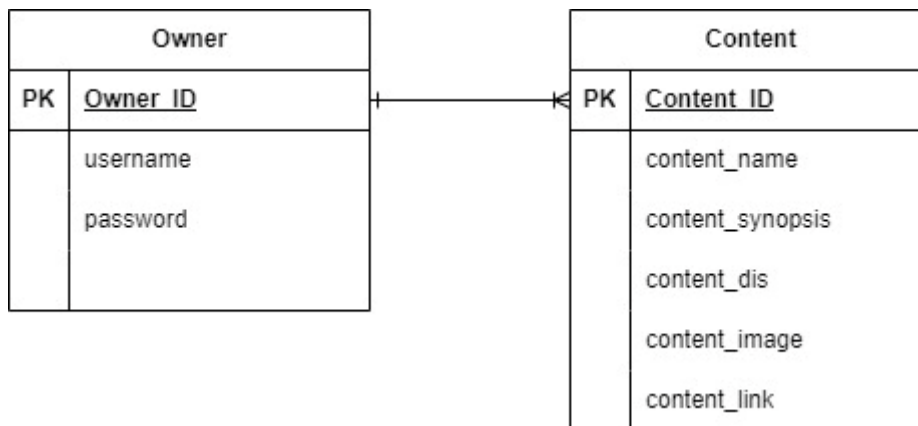 Owner
PK Owner_ID
username
password
Content
PK Content_ID
content_name
content_synopsis
content_dis
content_image
content_link